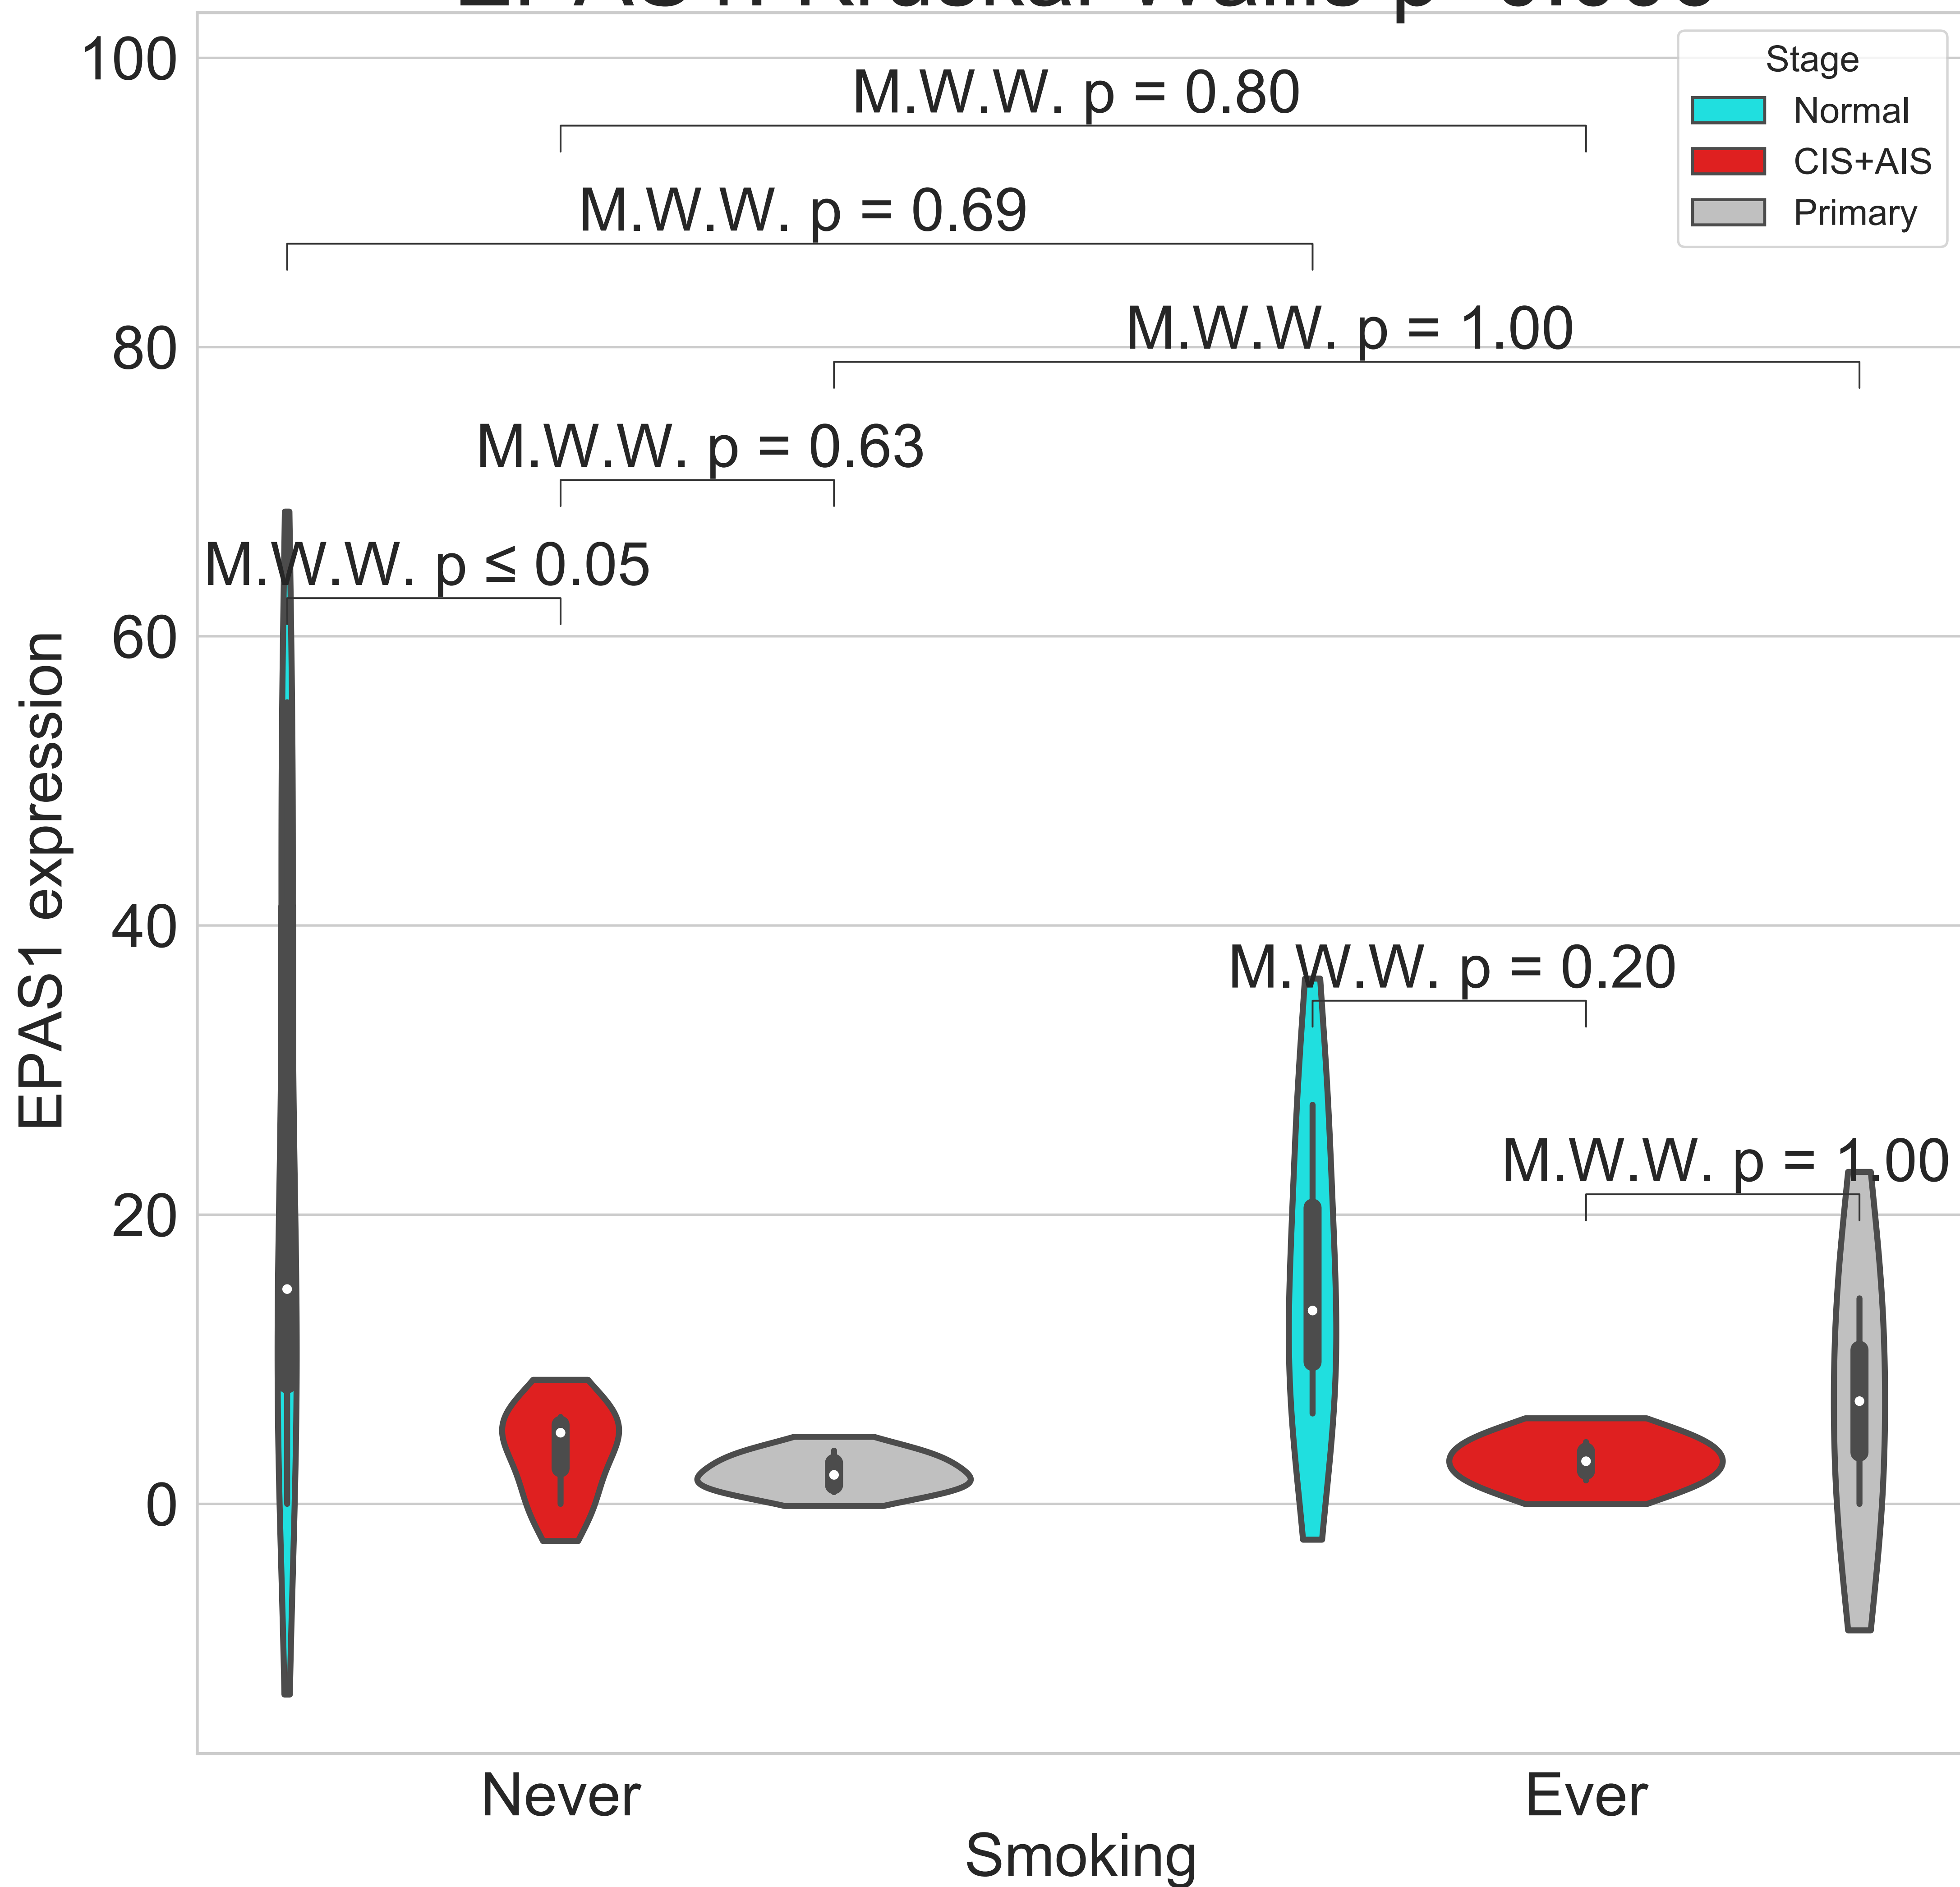 100
M.W.W. p = 0.80
Stage
Normal
CIS+AIS
Primary
M.W.W. p = 0.69
M.W.W. p = 1.00
80
M.W.W. p = 0.63
M.W.W. p ≤ 0.05
60
EPAS1 expression
40
M.W.W. p = 0.20
M.W.W. p = 1.00
20
0
Never
Ever
Smoking